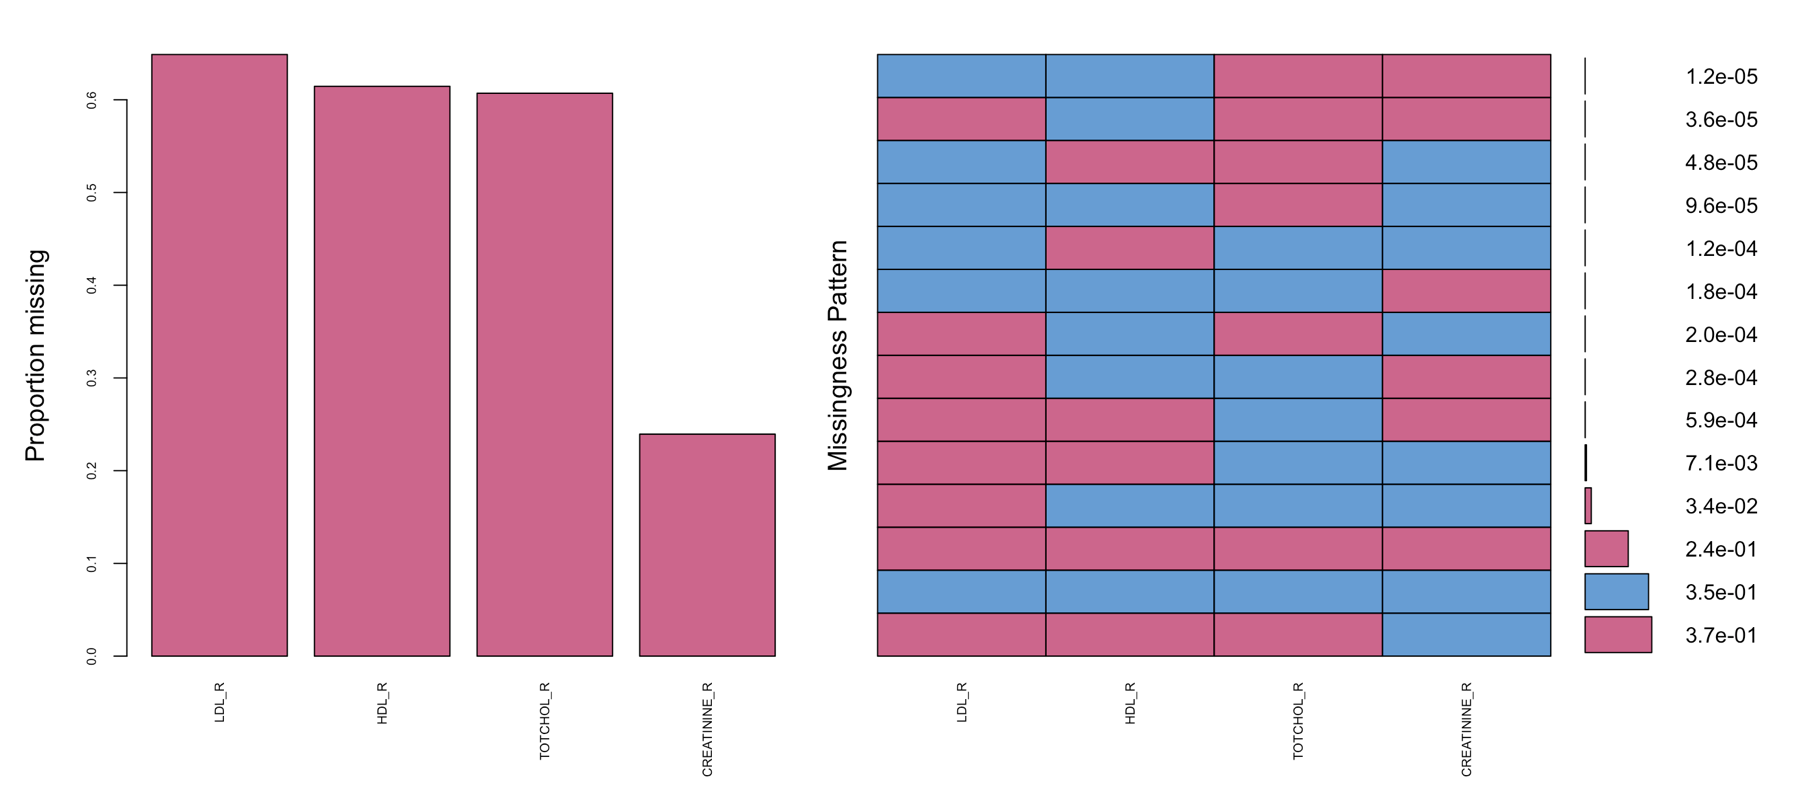 Proportion missing
0.6
0.5
0.4
0.3
0.2
0.1
0.0
LDL_R
HDL_R
TOTCHOL_R
CREATININE_R
Missingness Pattern
LDL_R
HDL_R
TOTCHOL_R
CREATININE_R
1.2e-05
3.6e-05
4.8e-05
9.6e-05
1.2e-04
1.8e-04
2.0e-04
2.8e-04
5.9e-04
7.1e-03
3.4e-02
2.4e-01
3.5e-01
3.7e-01